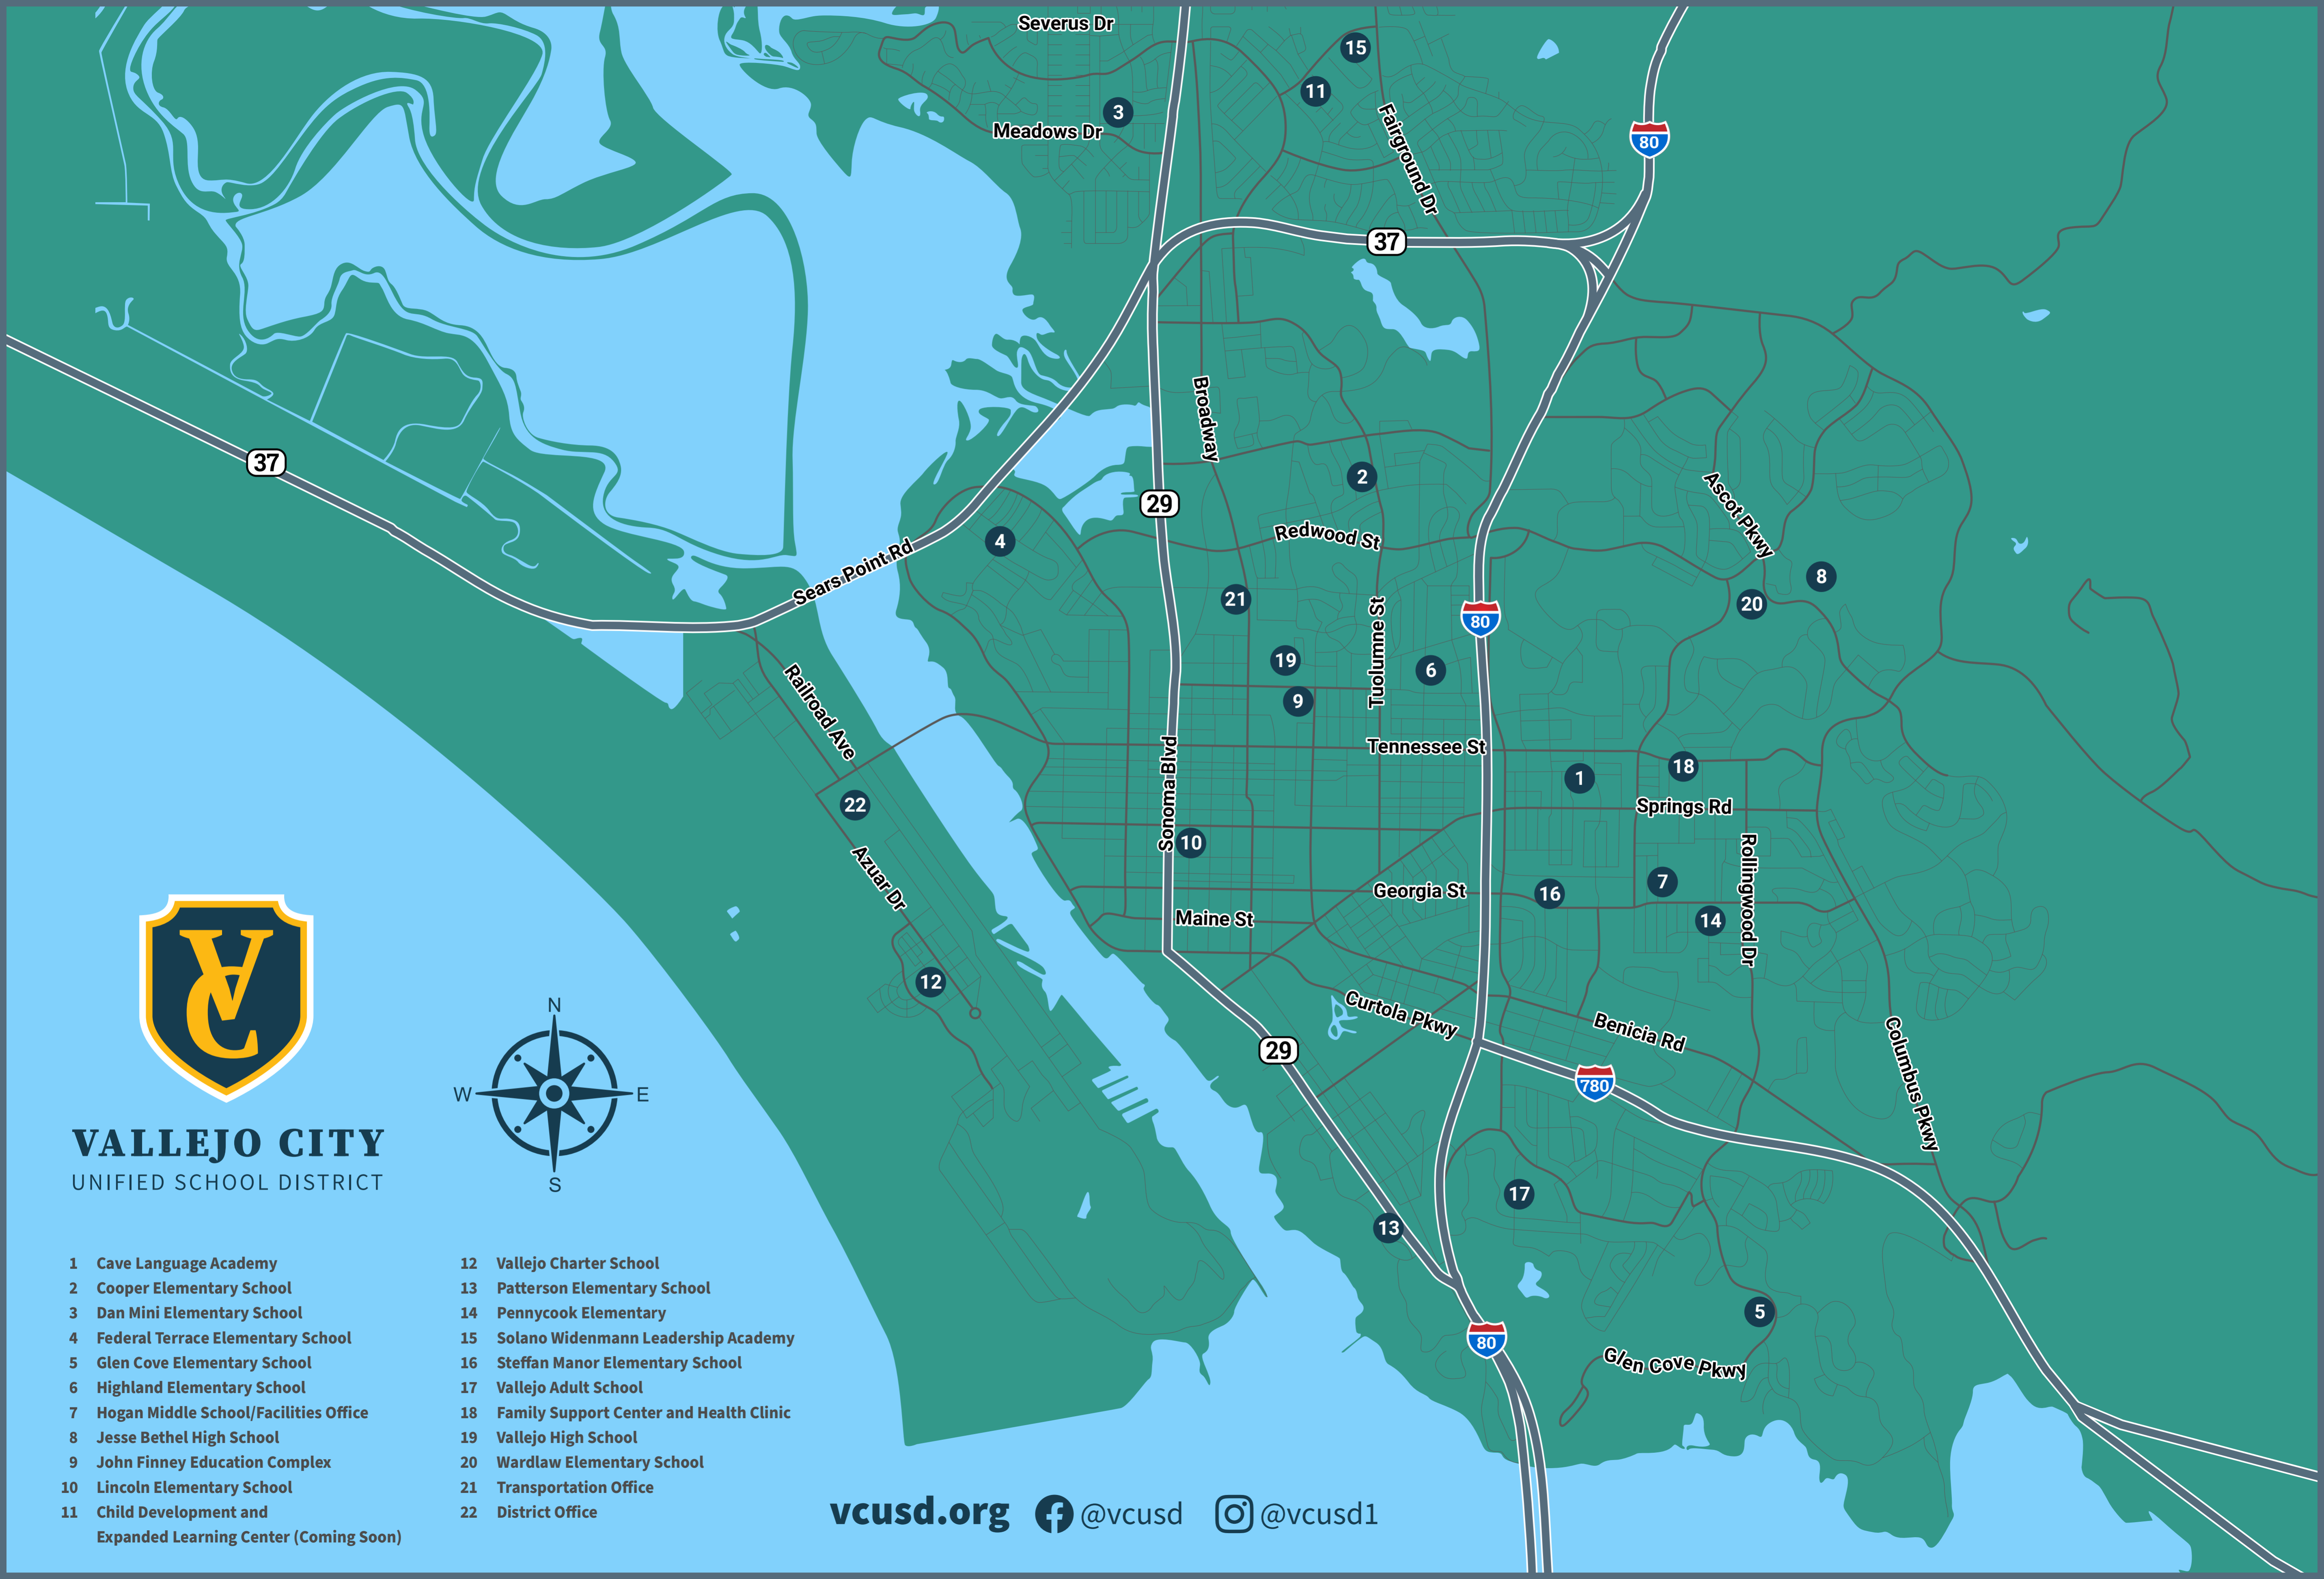 Severus Dr
15
11
3
Meadows Dr
Fairground Dr
80
37
Broadway
37
2
29
Ascot Pkwy
Redwood St
4
Sears Point Rd
8
21
20
Tuolumne St
80
19
6
9
Railroad Ave
Tennessee St
Sonoma Blvd
18
1
22
Springs Rd
10
Rollingwood Dr
Azuar Dr
7
Georgia St
16
Maine St
14
12
Curtola Pkwy
Benicia Rd
Columbus Pkwy
29
780
17
13
5
80
Glen Cove Pkwy
VC
N
W
E
S
VALLEJO CITY
UNIFIED SCHOOL DISTRICT
1 Cave Language Academy
2 Cooper Elementary School
3 Dan Mini Elementary School
4 Federal Terrace Elementary School
5 Glen Cove Elementary School
6 Highland Elementary School
7 Hogan Middle School/Facilities Office
8 Jesse Bethel High School
9 John Finney Education Complex
10 Lincoln Elementary School
11 Child Development and
Expanded Learning Center (Coming Soon)
12 Vallejo Charter School
13 Patterson Elementary School
14 Pennycook Elementary
15 Solano Widenmann Leadership Academy
16 Steffan Manor Elementary School
17 Vallejo Adult School
18 Family Support Center and Health Clinic
19 Vallejo High School
20 Wardlaw Elementary School
21 Transportation Office
22 District Office
vcusd.org @vcusd @vcusd1